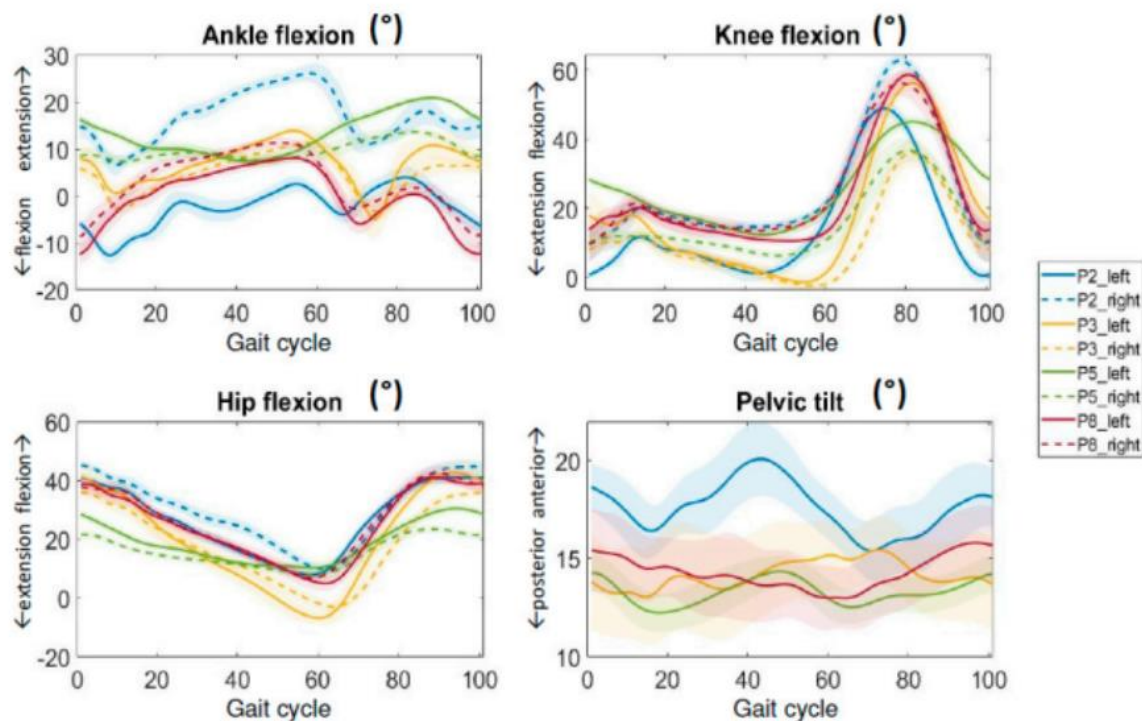 Ankle flexion (°)
←flexion extension→
30
20
10
0
-10
-20
0 20 40 60 80 100
Gait cycle
Knee flexion (°)
←extension flexion→
60
40
20
0
0 20 40 60 80 100
Gait cycle
Hip flexion (°)
←extension flexion→
60
40
20
0
-20
0 20 40 60 80 100
Gait cycle
Pelvic tilt (°)
←posterior anterior→
20
15
10
0 20 40 60 80 100
Gait cycle
P2_left
P2_right
P3_left
P3_right
P5_left
P5_right
P8_left
P8_right